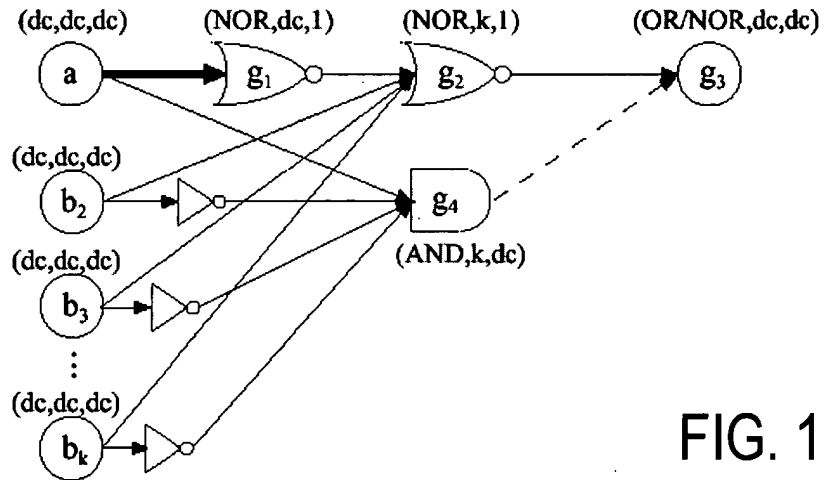 (dc,dc,dc) (NOR,dc,1) (NOR,k,1) (OR/NOR,dc,dc)
a g₁ g₂ g₃
(dc,dc,dc)
b₂ g₄
(AND,k,dc)
(dc,dc,dc)
b₃
⋮
(dc,dc,dc)
bₖ
FIG. 1